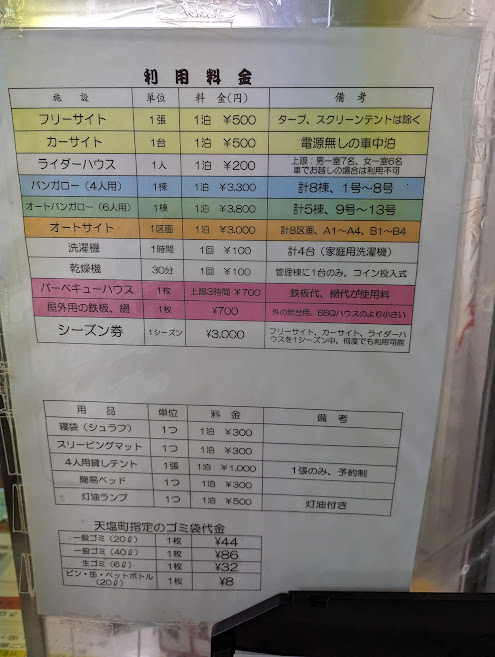 利用料金
施設 単位 料金(円) 備考
フリーサイト 1張 1泊 ¥500 タープ、スクリーンテントは除く
カーサイト 1台 1泊 ¥500 電源無しの車中泊
ライダーハウス 1人 1泊 ¥200 上限：男一室7名、女一室6名
車でお越しの場合は利用不可
バンガロー（4人用） 1棟 1泊 ¥3,300 計8棟、1号～8号
オートバンガロー（6人用） 1棟 1泊 ¥3,800 計5棟、9号～13号
オートサイト 1区画 1泊 ¥3,000 計8区画、A1～A4、B1～B4
洗濯機 1時間 1回 ¥100 計4台（家庭用洗濯機）
乾燥機 30分 1回 ¥100 管理棟に1台のみ、コイン投入式
バーベキューハウス 1枚 上限3時間 ¥700 鉄板代、網代が使用料
屋外用の鉄板、網 1枚 ¥700 外の炊台用、BBQハウスのより小さい
シーズン券 1シーズン ¥3,000 フリーサイト、カーサイト、ライダーハ
ウスを1シーズン中、何度でも利用可能
用品 単位 料金 備考
寝袋（シュラフ） 1つ 1泊 ¥300
スリーピングマット 1つ 1泊 ¥300
4人用貸しテント 1張 1泊 ¥1,000 1張のみ、予約制
簡易ベッド 1つ 1泊 ¥300
灯油ランプ 1つ 1泊 ¥500 灯油付き
天塩町指定のゴミ袋代金
一般ゴミ（20ℓ） 1枚 ¥44
一般ゴミ（40ℓ） 1枚 ¥86
生ゴミ（6ℓ） 1枚 ¥32
ビン・缶・ペットボトル
（20ℓ） 1枚 ¥8